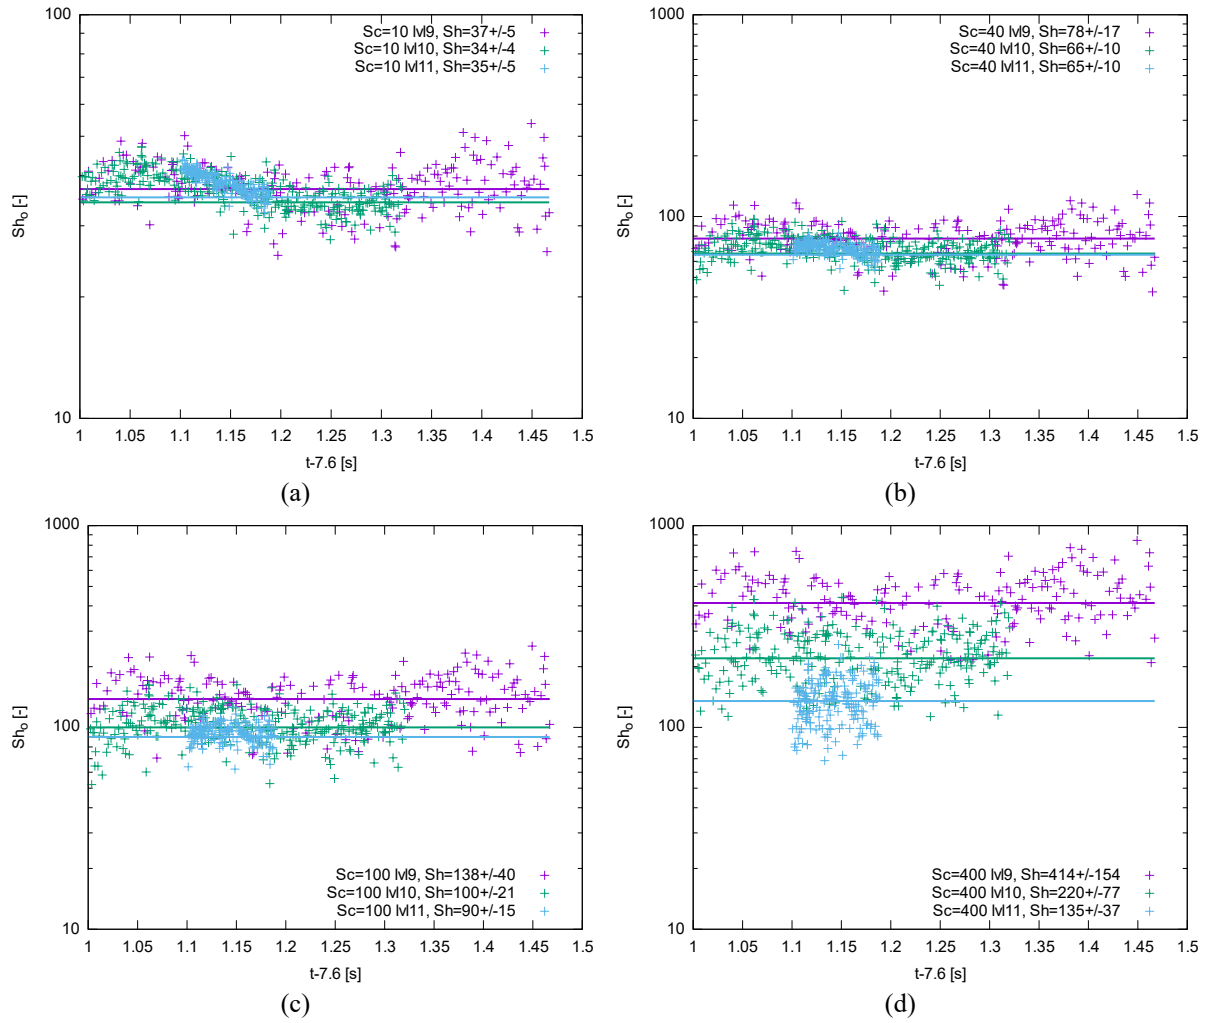 100
10
Sh₀ [-]
Sc=10 lvl9, Sh=37+/-5
Sc=10 lvl10, Sh=34+/-4
Sc=10 lvl11, Sh=35+/-5
1 1.05 1.1 1.15 1.2 1.25 1.3 1.35 1.4 1.45 1.5
t-7.6 [s]
(a)
1000
100
10
Sh₀ [-]
Sc=40 lvl9, Sh=78+/-17
Sc=40 lvl10, Sh=66+/-10
Sc=40 lvl11, Sh=65+/-10
1 1.05 1.1 1.15 1.2 1.25 1.3 1.35 1.4 1.45 1.5
t-7.6 [s]
(b)
1000
100
10
Sh₀ [-]
Sc=100 lvl9, Sh=138+/-40
Sc=100 lvl10, Sh=100+/-21
Sc=100 lvl11, Sh=90+/-15
1 1.05 1.1 1.15 1.2 1.25 1.3 1.35 1.4 1.45 1.5
t-7.6 [s]
(c)
1000
100
10
Sh₀ [-]
Sc=400 lvl9, Sh=414+/-154
Sc=400 lvl10, Sh=220+/-77
Sc=400 lvl11, Sh=135+/-37
1 1.05 1.1 1.15 1.2 1.25 1.3 1.35 1.4 1.45 1.5
t-7.6 [s]
(d)